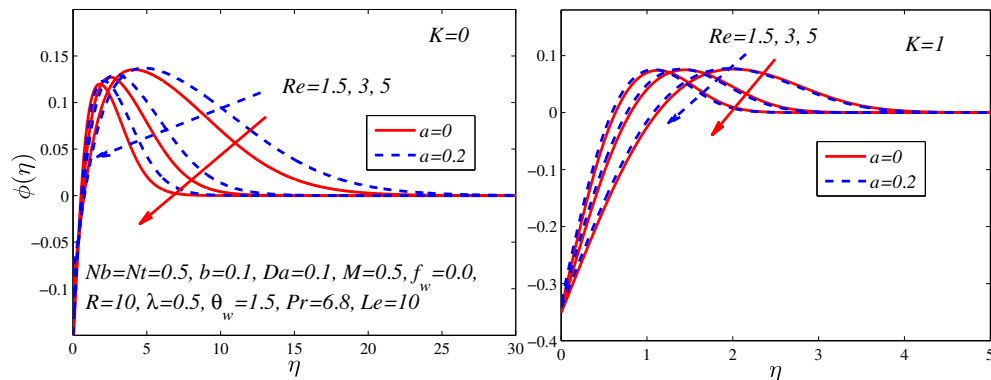 K=0
Re=1.5, 3, 5
a=0
a=0.2
Nb=Nt=0.5, b=0.1, Da=0.1, M=0.5, f_w=0.0,
R=10, λ=0.5, θ_w=1.5, Pr=6.8, Le=10
ϕ(η)
0.15
0.1
0.05
0
−0.05
−0.1
0 5 10 15 20 25 30
η
K=1
Re=1.5, 3, 5
a=0
a=0.2
0.1
0
−0.1
−0.2
−0.3
−0.4
0 1 2 3 4 5
η